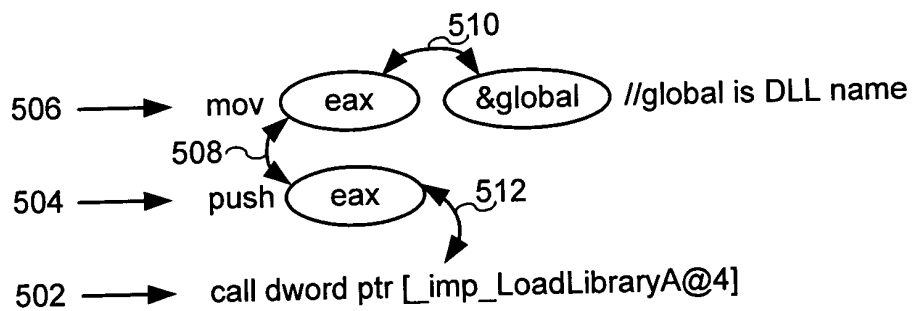 510
506 mov eax &global //global is DLL name
508
504 push eax 512
502 call dword ptr [_imp_LoadLibraryA@4]